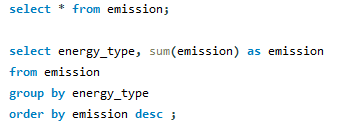 select * from emission;
select energy_type, sum(emission) as emission
from emission
group by energy_type
order by emission desc ;